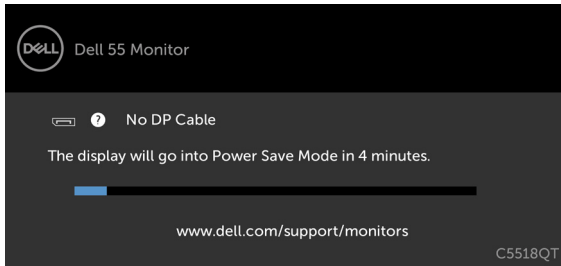 DELL
Dell 55 Monitor
? No DP Cable
The display will go into Power Save Mode in 4 minutes.
www.dell.com/support/monitors
C5518QT